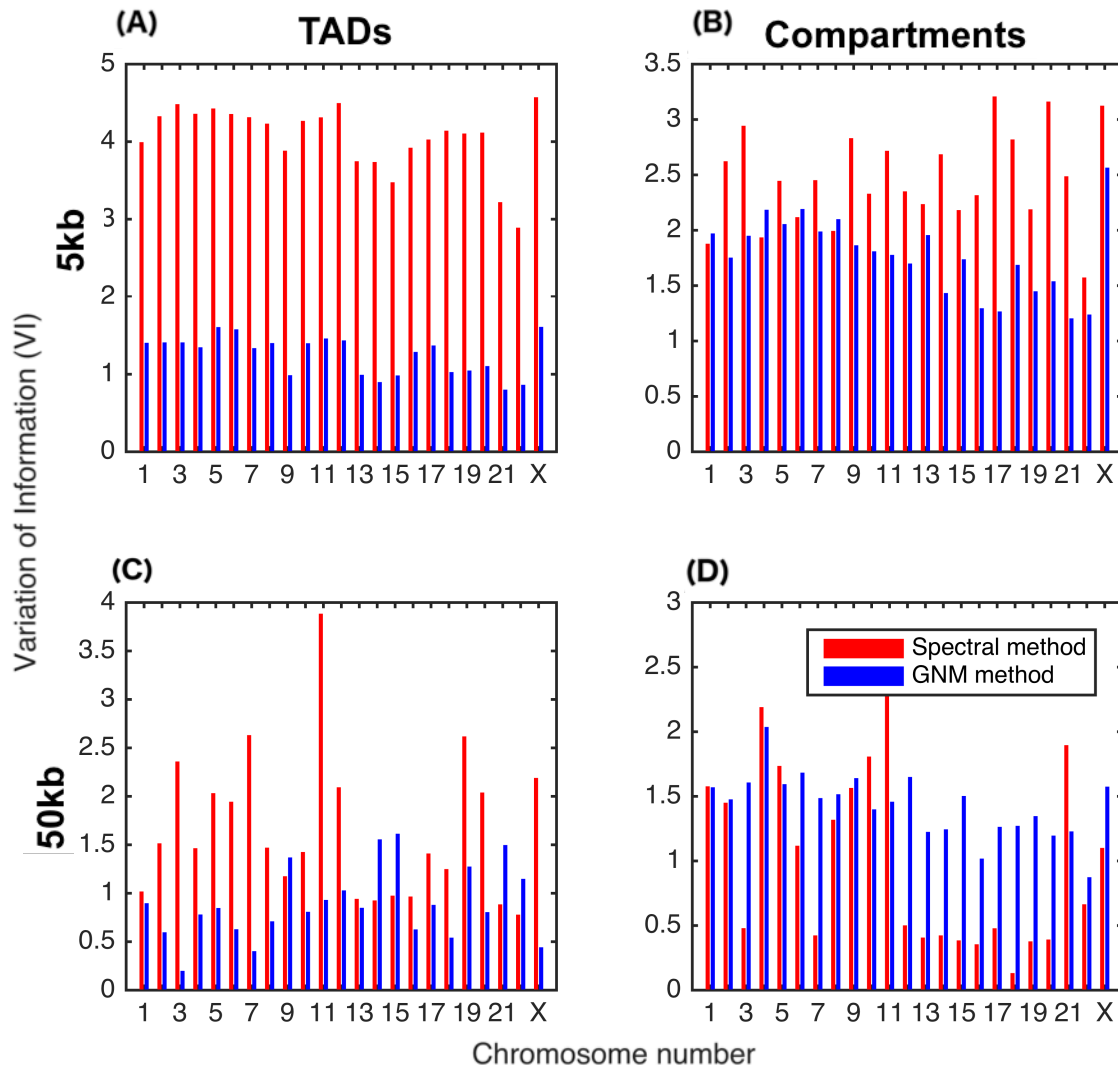 (A)
TADs
(B)
Compartments
5
4
3
2
1
0
3.5
3
2.5
2
1.5
1
0.5
0
5kb
1 3 5 7 9 11 13 15 17 19 21 X
1 3 5 7 9 11 13 15 17 19 21 X
Variation of Information (VI)
(C)
(D)
4
3.5
3
2.5
2
1.5
1
0.5
0
3
2.5
2
1.5
1
0.5
0
Spectral method
GNM method
50kb
1 3 5 7 9 11 13 15 17 19 21 X
1 3 5 7 9 11 13 15 17 19 21 X
Chromosome number